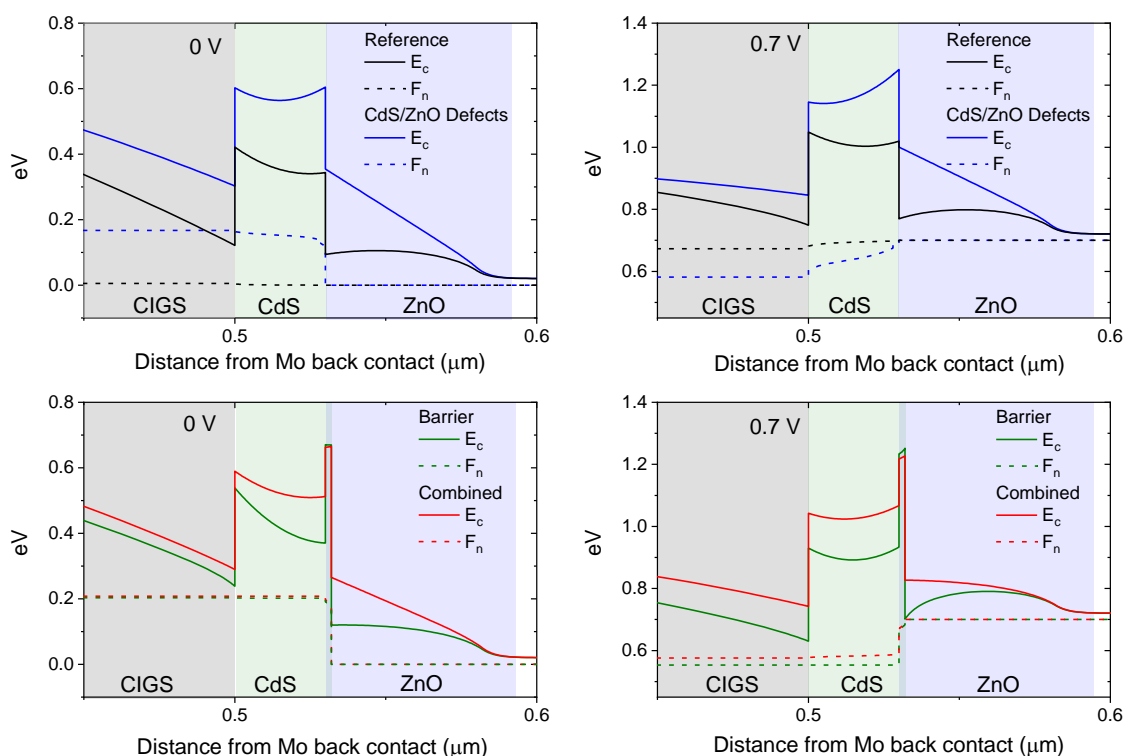 0.8
0.6
0.4
0.2
0.0
eV
0 V
Reference
E_c
F_n
CdS/ZnO Defects
E_c
F_n
CIGS CdS ZnO
0.5 0.6
Distance from Mo back contact (μm)
1.4
1.2
1.0
0.8
0.6
eV
0.7 V
Reference
E_c
F_n
CdS/ZnO Defects
E_c
F_n
CIGS CdS ZnO
0.5 0.6
Distance from Mo back contact (μm)
0.8
0.6
0.4
0.2
0.0
eV
0 V
Barrier
E_c
F_n
Combined
E_c
F_n
CIGS CdS ZnO
0.5 0.6
Distance from Mo back contact (μm)
1.4
1.2
1.0
0.8
0.6
eV
0.7 V
Barrier
E_c
F_n
Combined
E_c
F_n
CIGS CdS ZnO
0.5 0.6
Distance from Mo back contact (μm)